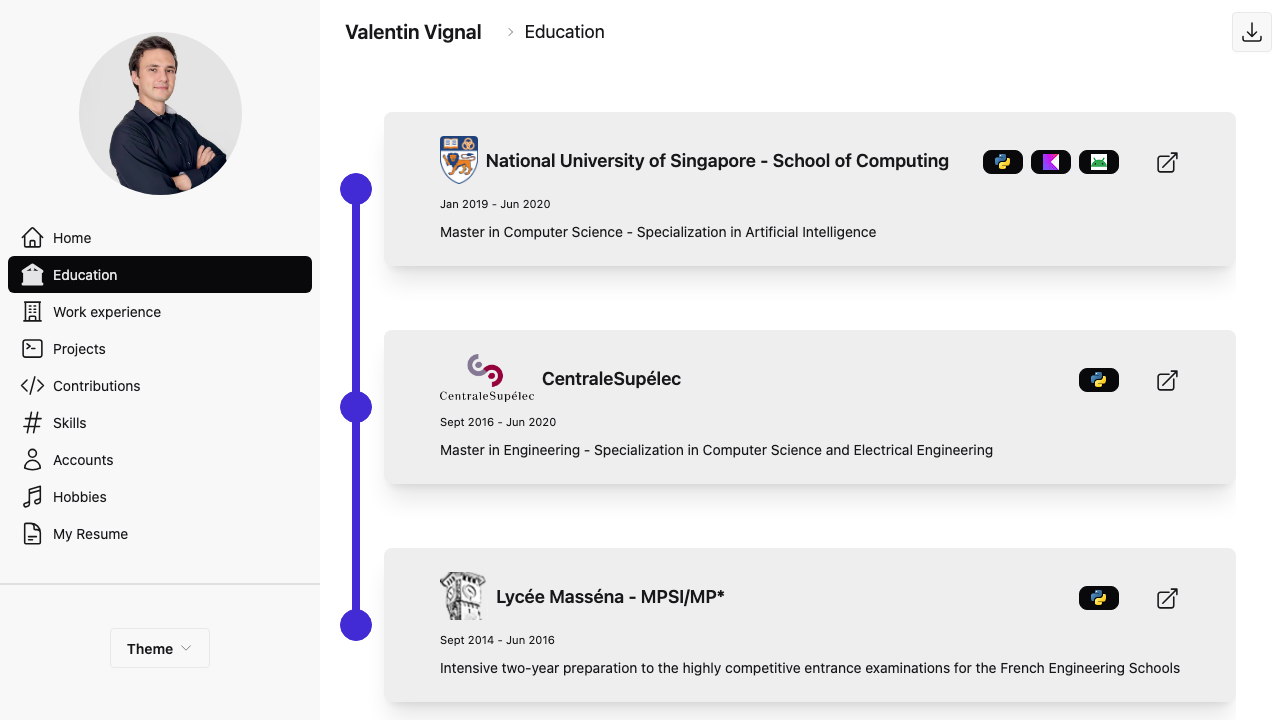 Valentin Vignal
Education
Home
Education
Work experience
Projects
Contributions
Skills
Accounts
Hobbies
My Resume
Theme
National University of Singapore - School of Computing
Jan 2019 - Jun 2020
Master in Computer Science - Specialization in Artificial Intelligence
CentraleSupélec
CentraleSupélec
Sept 2016 - Jun 2020
Master in Engineering - Specialization in Computer Science and Electrical Engineering
Lycée Masséna - MPSI/MP*
Sept 2014 - Jun 2016
Intensive two-year preparation to the highly competitive entrance examinations for the French Engineering Schools